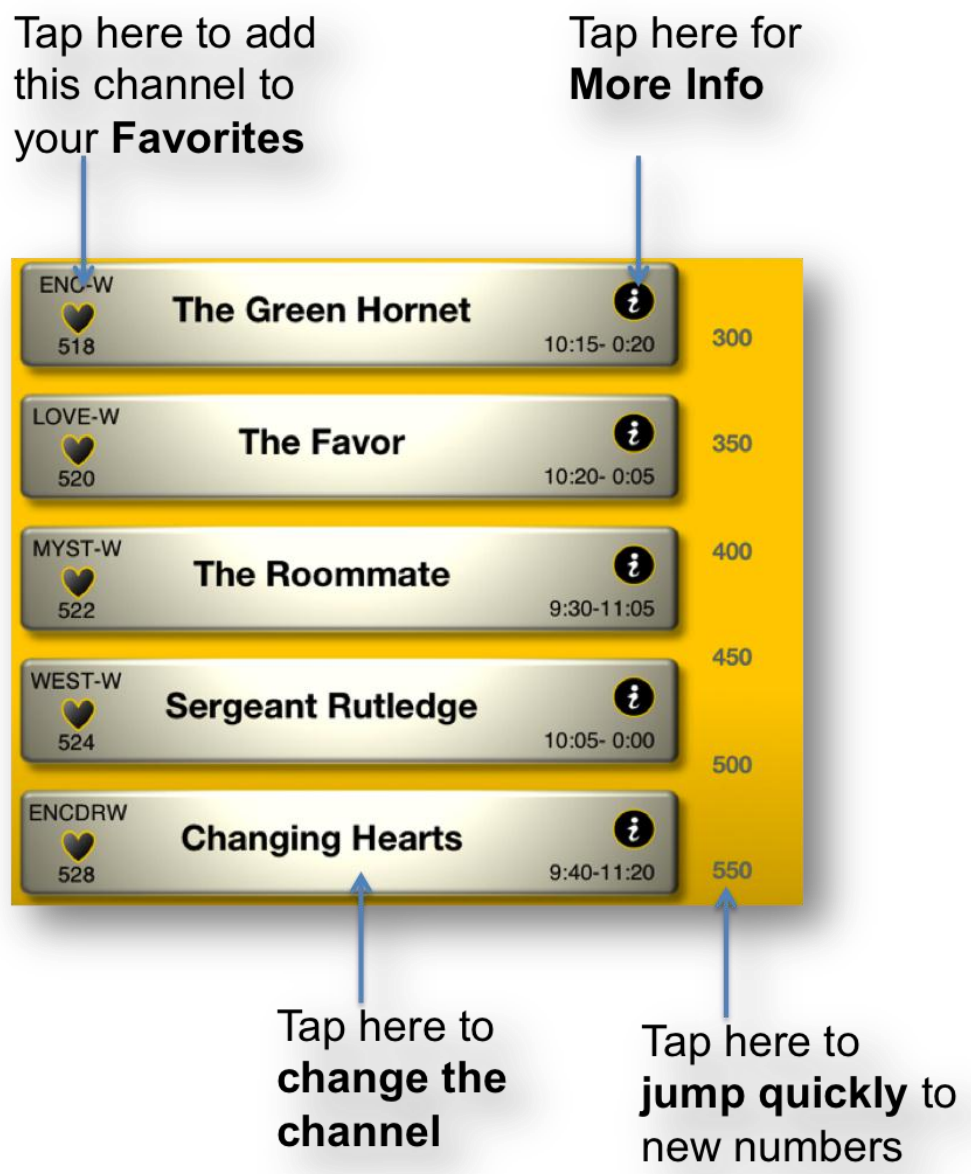 Tap here to add
this channel to
your Favorites
Tap here for
More Info
ENC-W
518
The Green Hornet
i
10:15- 0:20
300
LOVE-W
520
The Favor
i
10:20- 0:05
350
MYST-W
522
The Roommate
i
9:30-11:05
400
450
WEST-W
524
Sergeant Rutledge
i
10:05- 0:00
500
ENCDRW
528
Changing Hearts
i
9:40-11:20
550
Tap here to
change the
channel
Tap here to
jump quickly to
new numbers